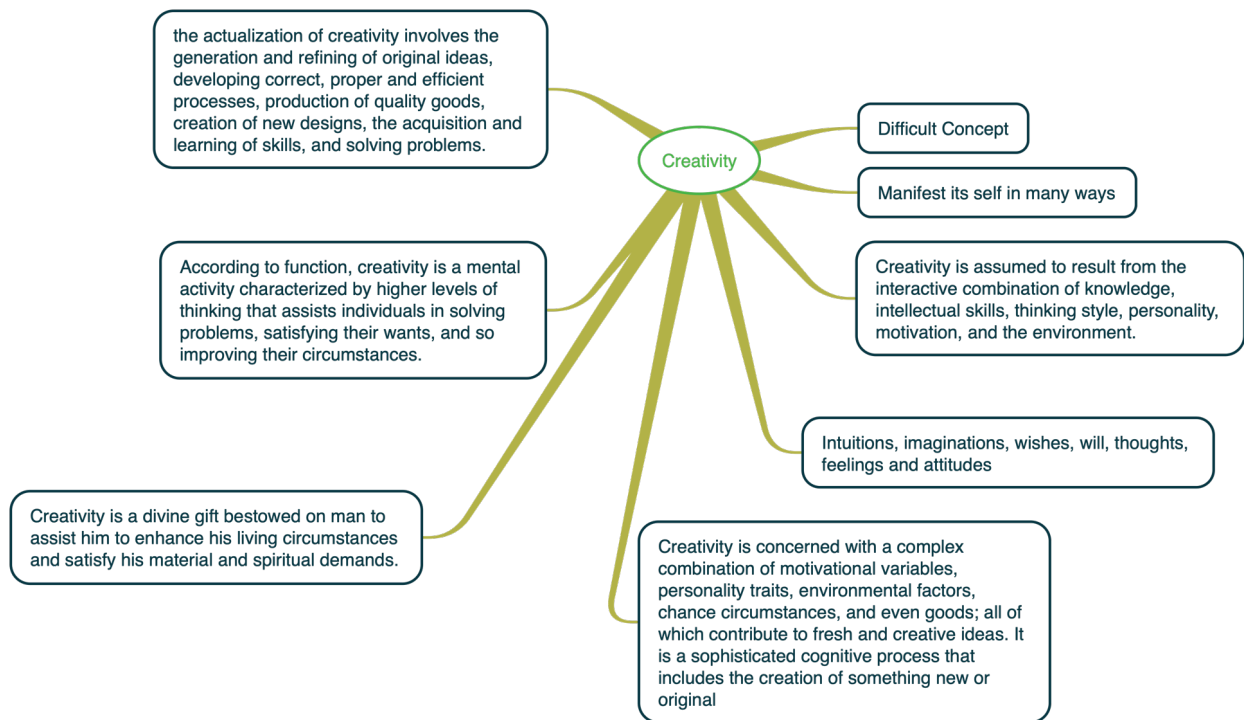 the actualization of creativity involves the
generation and refining of original ideas,
developing correct, proper and efficient
processes, production of quality goods,
creation of new designs, the acquisition and
learning of skills, and solving problems.
Creativity
Difficult Concept
Manifest its self in many ways
According to function, creativity is a mental
activity characterized by higher levels of
thinking that assists individuals in solving
problems, satisfying their wants, and so
improving their circumstances.
Creativity is assumed to result from the
interactive combination of knowledge,
intellectual skills, thinking style, personality,
motivation, and the environment.
Intuitions, imaginations, wishes, will, thoughts,
feelings and attitudes
Creativity is a divine gift bestowed on man to
assist him to enhance his living circumstances
and satisfy his material and spiritual demands.
Creativity is concerned with a complex
combination of motivational variables,
personality traits, environmental factors,
chance circumstances, and even goods; all of
which contribute to fresh and creative ideas. It
is a sophisticated cognitive process that
includes the creation of something new or
original